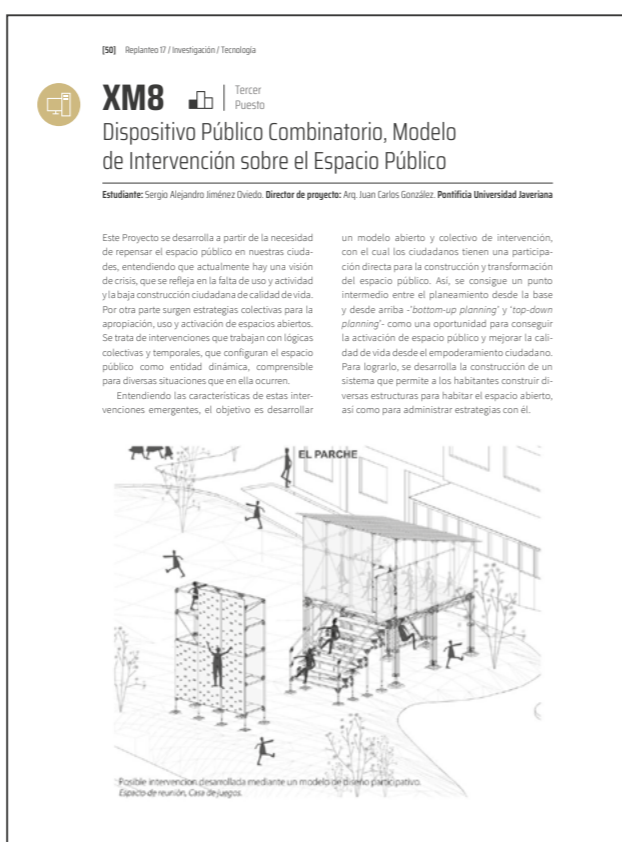 [50] Replanteo 17 / Investigación / Tecnología
XM8
Tercer
Puesto
Dispositivo Público Combinatorio, Modelo
de Intervención sobre el Espacio Público
Estudiante: Sergio Alejandro Jiménez Oviedo. Director de proyecto: Arq. Juan Carlos González. Pontificia Universidad Javeriana
Este Proyecto se desarrolla a partir de la necesidad
de repensar el espacio público en nuestras ciuda-
des, entendiendo que actualmente hay una visión
de crisis, que se refleja en la falta de uso y actividad
y la baja construcción ciudadana de calidad de vida.
Por otra parte surgen estrategias colectivas para la
apropiación, uso y activación de espacios abiertos.
Se trata de intervenciones que trabajan con lógicas
colectivas y temporales, que configuran el espacio
público como entidad dinámica, comprensible
para diversas situaciones que en ella ocurren.
Entendiendo las características de estas inter-
venciones emergentes, el objetivo es desarrollar
un modelo abierto y colectivo de intervención,
con el cual los ciudadanos tienen una participa-
ción directa para la construcción y transformación
del espacio público. Así, se consigue un punto
intermedio entre el planeamiento desde la base
y desde arriba -'bottom-up planning' y 'top-down
planning'- como una oportunidad para conseguir
la activación de espacio público y mejorar la cali-
dad de vida desde el empoderamiento ciudadano.
Para lograrlo, se desarrolla la construcción de un
sistema que permite a los habitantes construir di-
versas estructuras para habitar el espacio abierto,
así como para administrar estrategias con él.
EL PARCHE
Posible intervencion desarrollada mediante un modelo de diseño participativo.
Espacio de reunión, Casa de juegos.